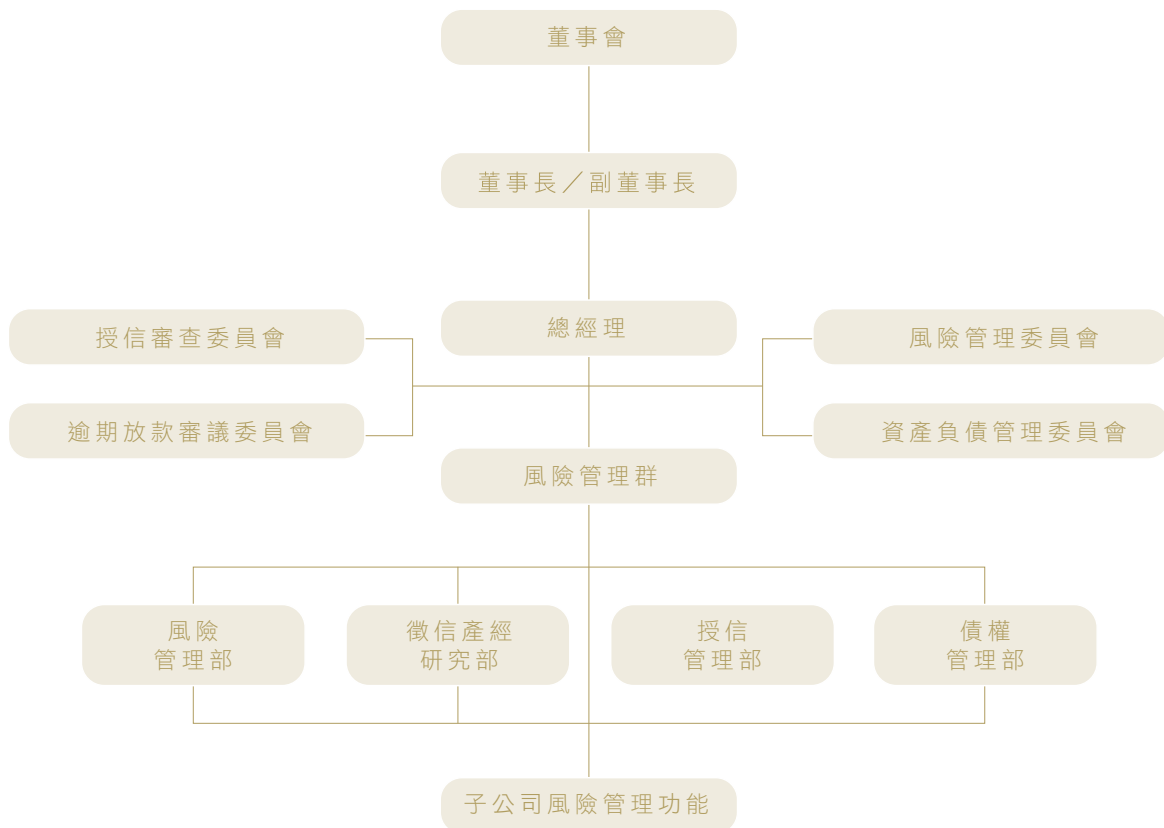 董事會
董事長／副董事長
總經理
授信審查委員會
風險管理委員會
逾期放款審議委員會
資產負債管理委員會
風險管理群
風險
管理部
徵信產經
研究部
授信
管理部
債權
管理部
子公司風險管理功能